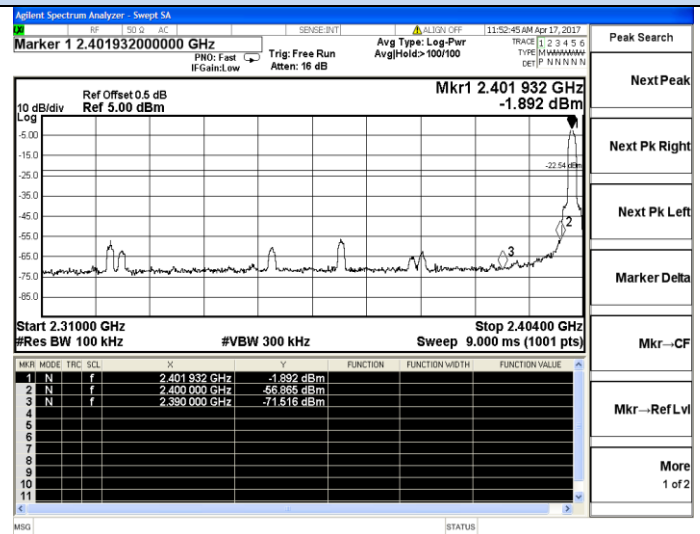 Agilent Spectrum Analyzer - Swept SA
LXI RF 50 Ω AC SENSE:INT ALIGN OFF 11:52:45 AM Apr 17, 2017
Marker 1 2.401932000000 GHz
PNO: Fast
IFGain:Low
Trig: Free Run
Atten: 16 dB
Avg Type: Log-Pwr
Avg|Hold:> 100/100
TRACE 1 2 3 4 5 6
TYPE M WWWWW
DET P N N N N N
Peak Search
Ref Offset 0.5 dB
10 dB/div Ref 5.00 dBm
Log
Mkr1 2.401 932 GHz
-1.892 dBm
-5.00
-15.0
-25.0
-35.0
-45.0
-55.0
-65.0
-75.0
-85.0
-22.54 dBm
2
3
Start 2.31000 GHz Stop 2.40400 GHz
#Res BW 100 kHz #VBW 300 kHz Sweep 9.000 ms (1001 pts)
MKR MODE TRC SCL X Y FUNCTION FUNCTION WIDTH FUNCTION VALUE
1 N f 2.401 932 GHz -1.892 dBm
2 N f 2.400 000 GHz -56.865 dBm
3 N f 2.390 000 GHz -71.516 dBm
4
5
6
7
8
9
10
11
MSG STATUS
Next Peak
Next Pk Right
Next Pk Left
Marker Delta
Mkr→CF
Mkr→Ref Lvl
More
1 of 2